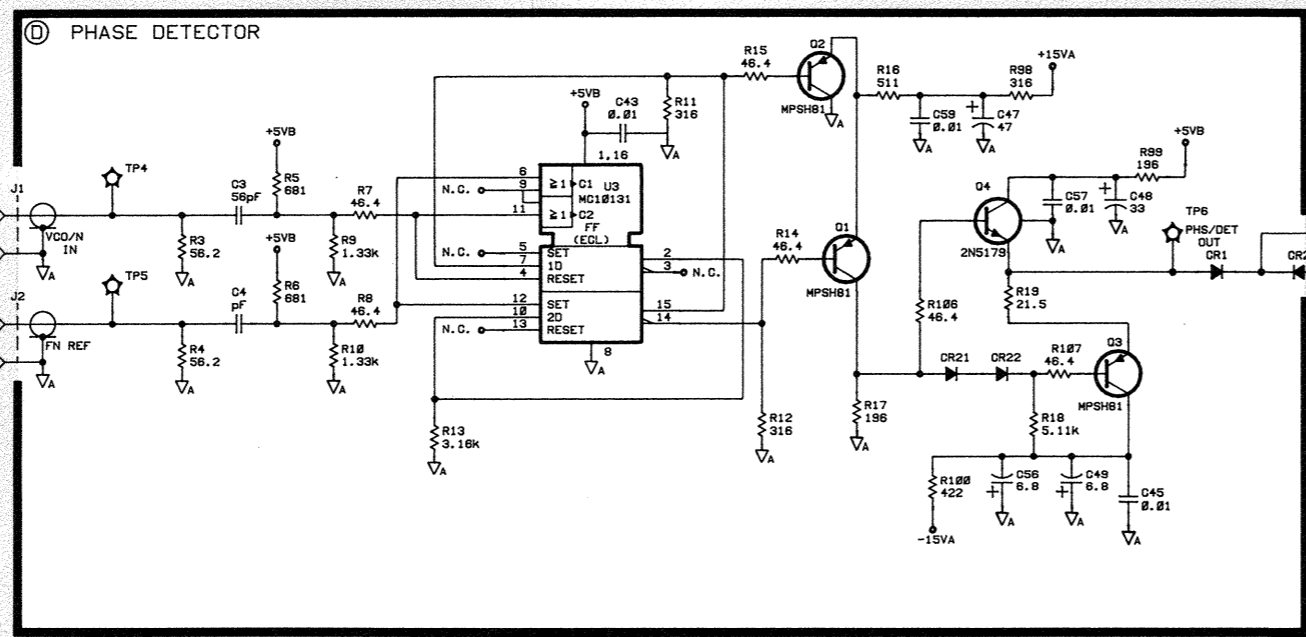 D PHASE DETECTOR
J1
VCO/N
IN
A
TP4
R3
56.2
A
C3
56pF
+5VB
R5
681
R7
46.4
R9
1.33k
A
J2
FN REF
A
TP5
R4
56.2
A
C4
pF
+5VB
R6
681
R8
46.4
R10
1.33k
A
+5VB
C43
0.01
R11
316
A
1,16
6
N.C. 9
11
≥1 C1
≥1 C2
U3
MC10131
FF
(ECL)
N.C. 5 SET
7 1D
4 RESET
2
3 N.C.
12 SET
10 2D
N.C. 13 RESET
15
14
8
A
R13
3.16k
A
R15
46.4
Q2
MPSH81
A
R16
511
C59
0.01
A
C47
47
+
A
R98
316
+15VA
R14
46.4
Q1
MPSH81
R12
316
A
R17
196
A
Q4
2N5179
C57
0.01
A
C48
33
+
A
R99
196
+5VB
TP6
PHS/DET
OUT
CR1
CR2
R106
46.4
R19
21.5
Q3
MPSH81
CR21
CR22
R107
46.4
R18
5.11k
R100
422
-15VA
C56
6.8
+
A
C49
6.8
+
A
C45
0.01
A